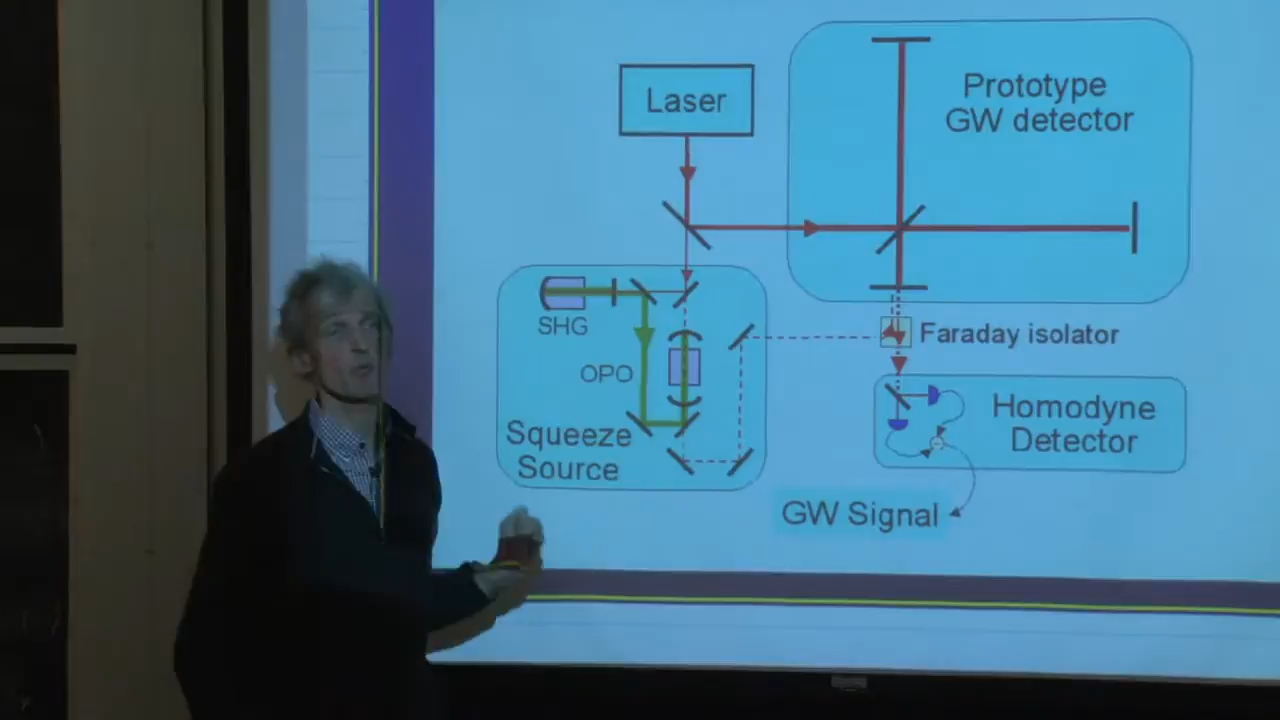 Laser
Prototype
GW detector
SHG
OPO
Squeeze
Source
Faraday isolator
Homodyne
Detector
GW Signal